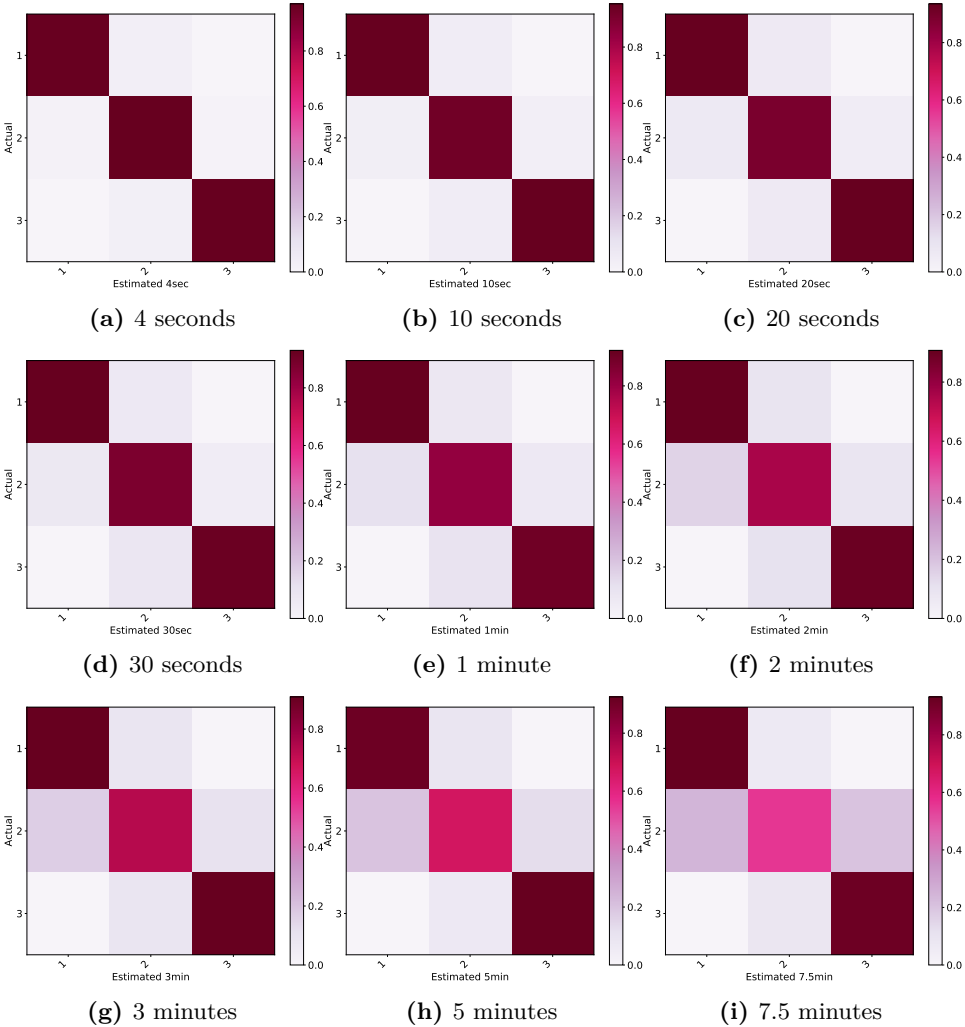 1
2
3
Actual
1 2 3
Estimated 4sec
0.8
0.6
0.4
0.2
0.0
(a) 4 seconds
1
2
3
Actual
1 2 3
Estimated 10sec
0.8
0.6
0.4
0.2
0.0
(b) 10 seconds
1
2
3
Actual
1 2 3
Estimated 20sec
0.8
0.6
0.4
0.2
0.0
(c) 20 seconds
1
2
3
Actual
1 2 3
Estimated 30sec
0.8
0.6
0.4
0.2
0.0
(d) 30 seconds
1
2
3
Actual
1 2 3
Estimated 1min
0.8
0.6
0.4
0.2
0.0
(e) 1 minute
1
2
3
Actual
1 2 3
Estimated 2min
0.8
0.6
0.4
0.2
0.0
(f) 2 minutes
1
2
3
Actual
1 2 3
Estimated 3min
0.8
0.6
0.4
0.2
0.0
(g) 3 minutes
1
2
3
Actual
1 2 3
Estimated 5min
0.8
0.6
0.4
0.2
0.0
(h) 5 minutes
1
2
3
Actual
1 2 3
Estimated 7.5min
0.8
0.6
0.4
0.2
0.0
(i) 7.5 minutes